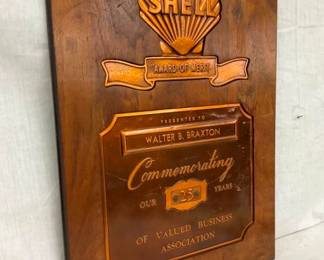 SHELL
AWARD OF MERIT
PRESENTED TO
WALTER B. BRAXTON
Commemorating
OUR 25 YEARS
OF VALUED BUSINESS
ASSOCIATION